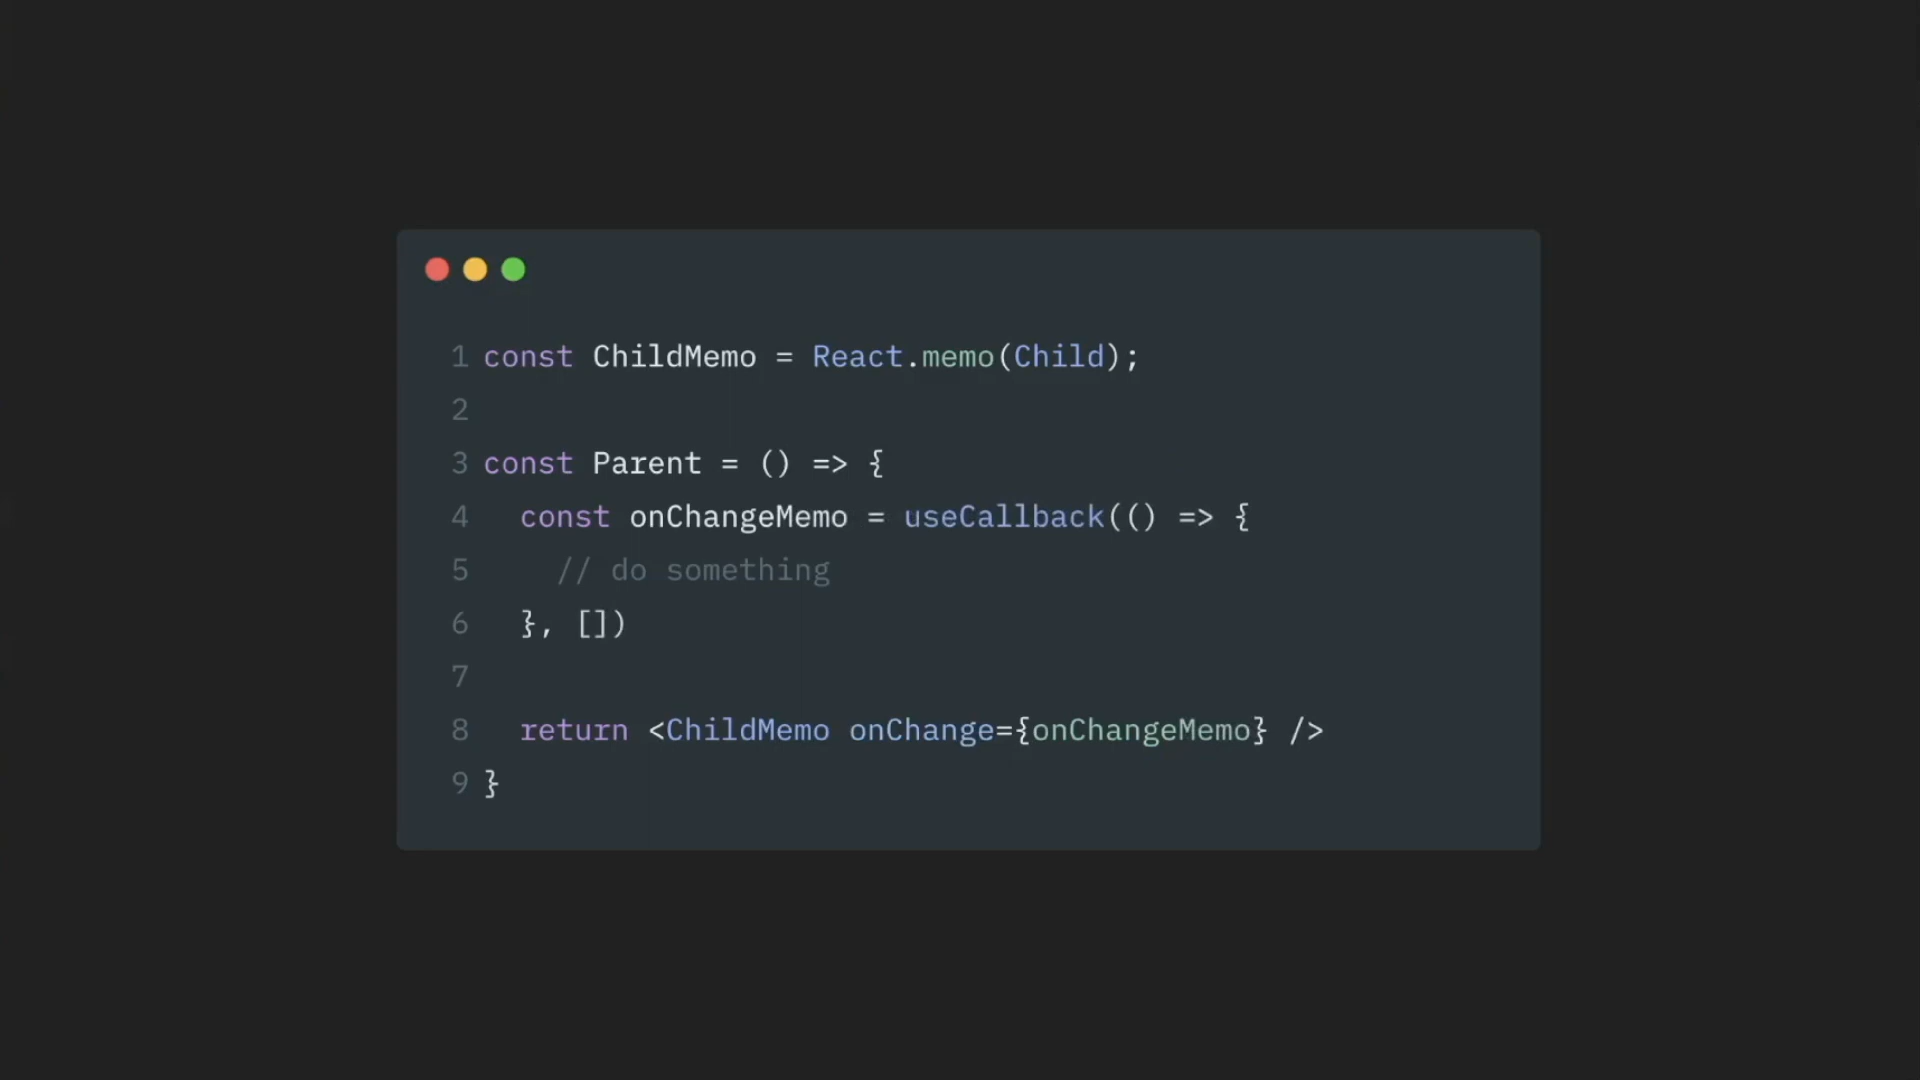 1 const ChildMemo = React.memo(Child);
2
3 const Parent = () => {
4   const onChangeMemo = useCallback(() => {
5     // do something
6   }, [])
7
8   return <ChildMemo onChange={onChangeMemo} />
9 }